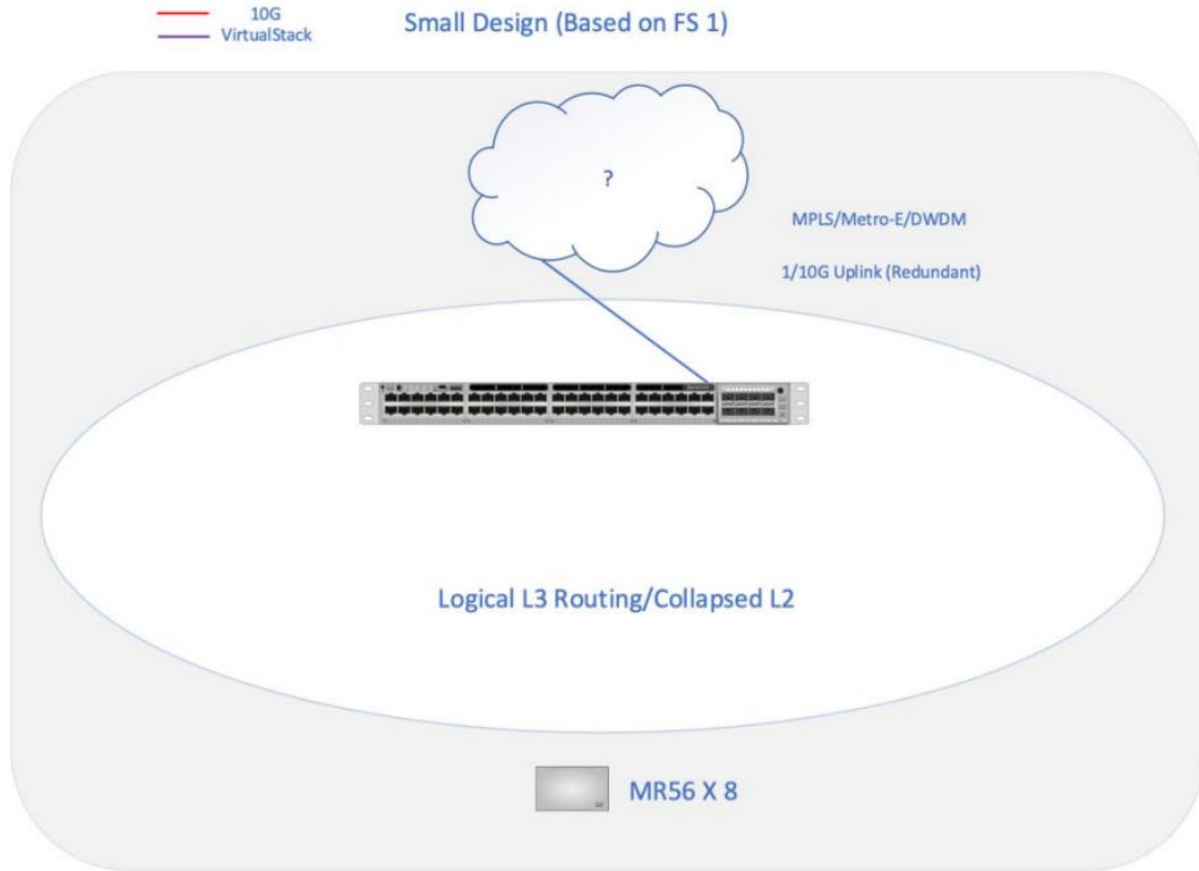 10G
VirtualStack
Small Design (Based on FS 1)
?
MPLS/Metro-E/DWDM
1/10G Uplink (Redundant)
Logical L3 Routing/Collapsed L2
MR56 X 8